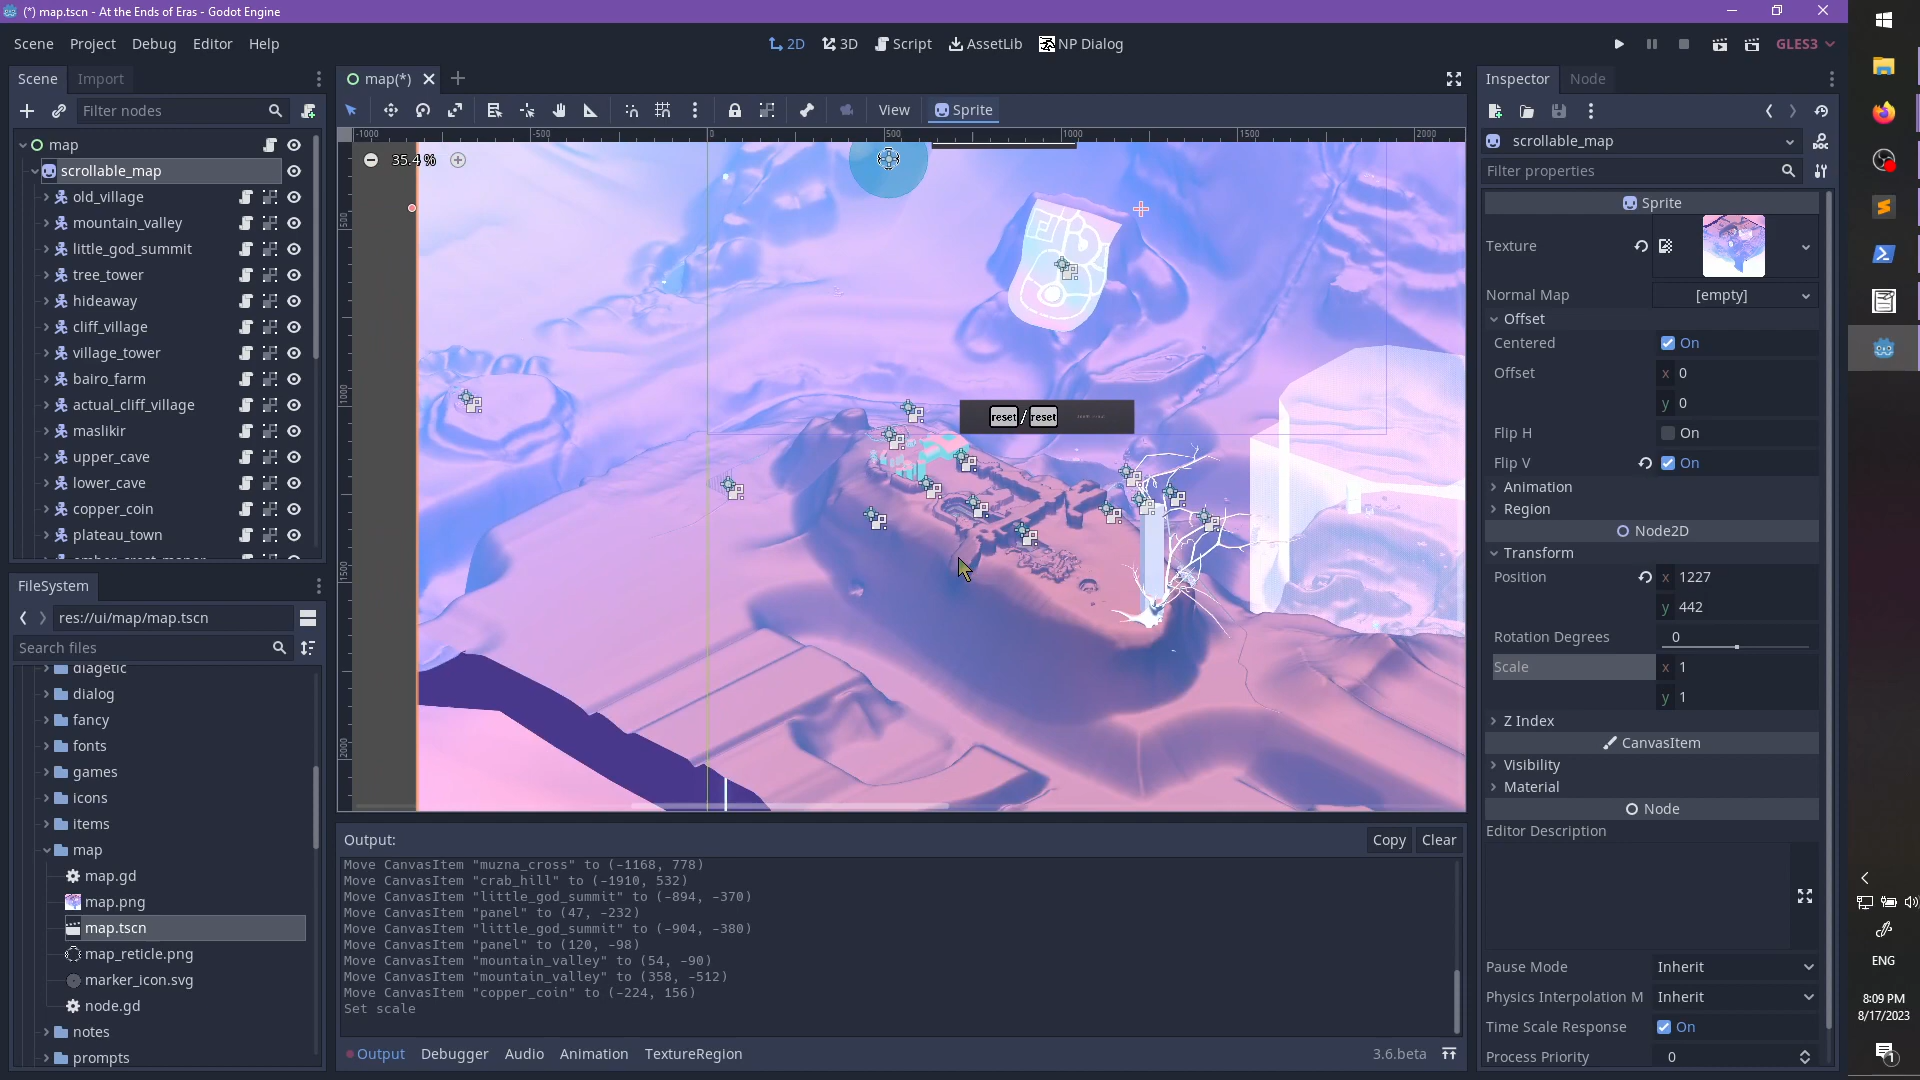 (*) map.tscn - At the Ends of Eras - Godot Engine
Scene Project Debug Editor Help
2D 3D Script AssetLib NP Dialog
GLES3
Scene Import
Filter nodes
map
scrollable_map
old_village
mountain_valley
little_god_summit
tree_tower
hideaway
cliff_village
village_tower
bairo_farm
actual_cliff_village
maslikir
upper_cave
lower_cave
copper_coin
plateau_town
FileSystem
res://ui/map/map.tscn
Search files
diagetic
dialog
fancy
fonts
games
icons
items
map
map.gd
map.png
map.tscn
map_reticle.png
marker_icon.svg
node.gd
notes
prompts
map(*)
View Sprite
-1000 -500 0 500 1000 1500 2000
500
1000
1500
2000
35.4 %
reset / reset
Output:
Copy Clear
Move CanvasItem "muzna_cross" to (-1168, 778)
Move CanvasItem "crab_hill" to (-1910, 532)
Move CanvasItem "little_god_summit" to (-894, -370)
Move CanvasItem "panel" to (47, -232)
Move CanvasItem "little_god_summit" to (-904, -380)
Move CanvasItem "panel" to (120, -98)
Move CanvasItem "mountain_valley" to (54, -90)
Move CanvasItem "mountain_valley" to (358, -512)
Move CanvasItem "copper_coin" to (-224, 156)
Set scale
Output Debugger Audio Animation TextureRegion
3.6.beta
Inspector Node
scrollable_map
Filter properties
Sprite
Texture
Normal Map [empty]
Offset
Centered On
Offset x 0
y 0
Flip H On
Flip V On
Animation
Region
Node2D
Transform
Position x 1227
y 442
Rotation Degrees 0
Scale x 1
y 1
Z Index
CanvasItem
Visibility
Material
Node
Editor Description
Pause Mode Inherit
Physics Interpolation M Inherit
Time Scale Response On
Process Priority 0
ENG
8:09 PM
8/17/2023
1